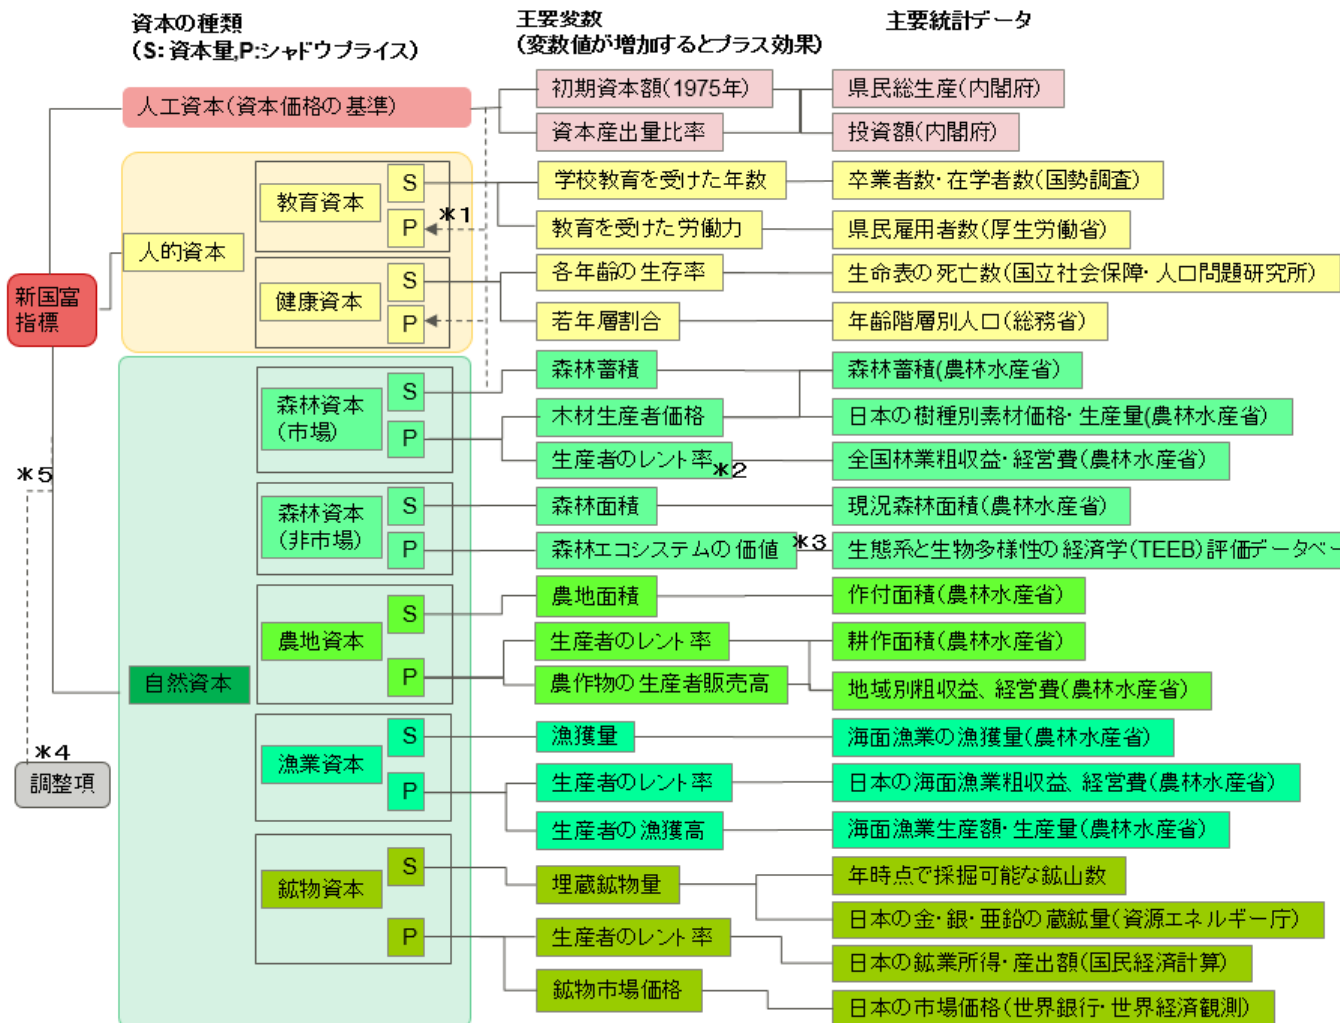 資本の種類
(S:資本量,P:シャドウプライス)
主要変数
(変数値が増加するとプラス効果)
主要統計データ
人工資本(資本価格の基準)
初期資本額(1975年)
県民総生産(内閣府)
資本産出量比率
投資額(内閣府)
新国富
指標
人的資本
教育資本
S
P
*1
学校教育を受けた年数
卒業者数・在学者数(国勢調査)
教育を受けた労働力
県民雇用者数(厚生労働省)
健康資本
S
P
各年齢の生存率
生命表の死亡数(国立社会保障・人口問題研究所)
若年層割合
年齢階層別人口(総務省)
自然資本
森林資本
(市場)
S
P
森林蓄積
森林蓄積(農林水産省)
木材生産者価格
日本の樹種別素材価格・生産量(農林水産省)
生産者のレント率
*2
全国林業粗収益・経営費(農林水産省)
森林資本
(非市場)
S
P
森林面積
現況森林面積(農林水産省)
森林エコシステムの価値
*3
生態系と生物多様性の経済学(TEEB)評価データベー
農地資本
S
P
農地面積
作付面積(農林水産省)
生産者のレント率
耕作面積(農林水産省)
農作物の生産者販売高
地域別粗収益、経営費(農林水産省)
漁業資本
S
P
漁獲量
海面漁業の漁獲量(農林水産省)
生産者のレント率
日本の海面漁業粗収益、経営費(農林水産省)
生産者の漁獲高
海面漁業生産額・生産量(農林水産省)
鉱物資本
S
P
埋蔵鉱物量
年時点で採掘可能な鉱山数
日本の金・銀・亜鉛の蔵鉱量(資源エネルギー庁)
生産者のレント率
日本の鉱業所得・産出額(国民経済計算)
鉱物市場価格
日本の市場価格(世界銀行・世界経済観測)
*5
*4
調整項